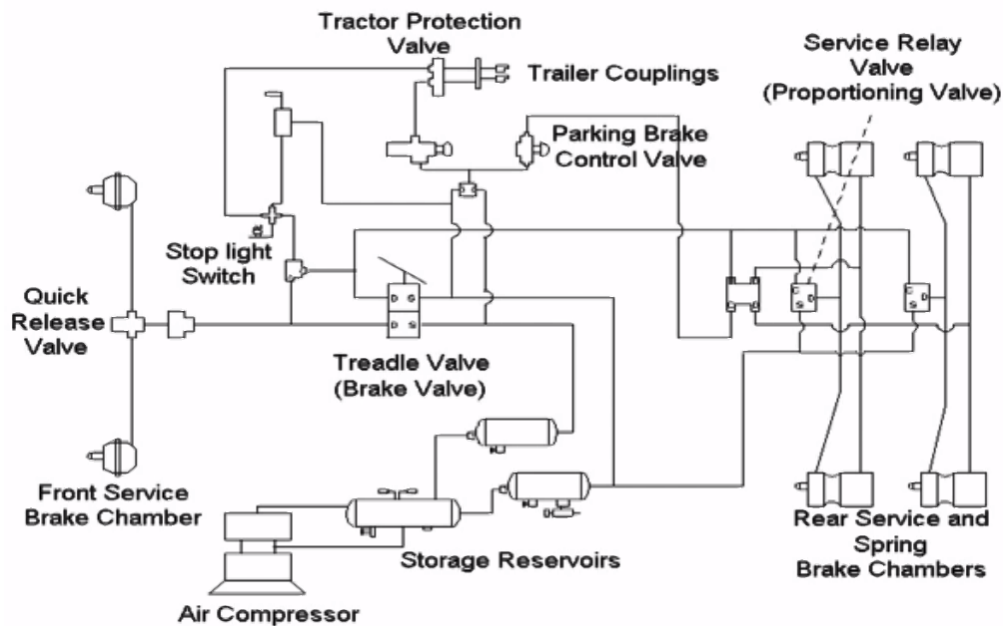 Tractor Protection
Valve
Trailer Couplings
Service Relay
Valve
(Proportioning Valve)
Parking Brake
Control Valve
Stop light
Switch
Quick
Release
Valve
Treadle Valve
(Brake Valve)
Front Service
Brake Chamber
Storage Reservoirs
Rear Service and
Spring
Brake Chambers
Air Compressor